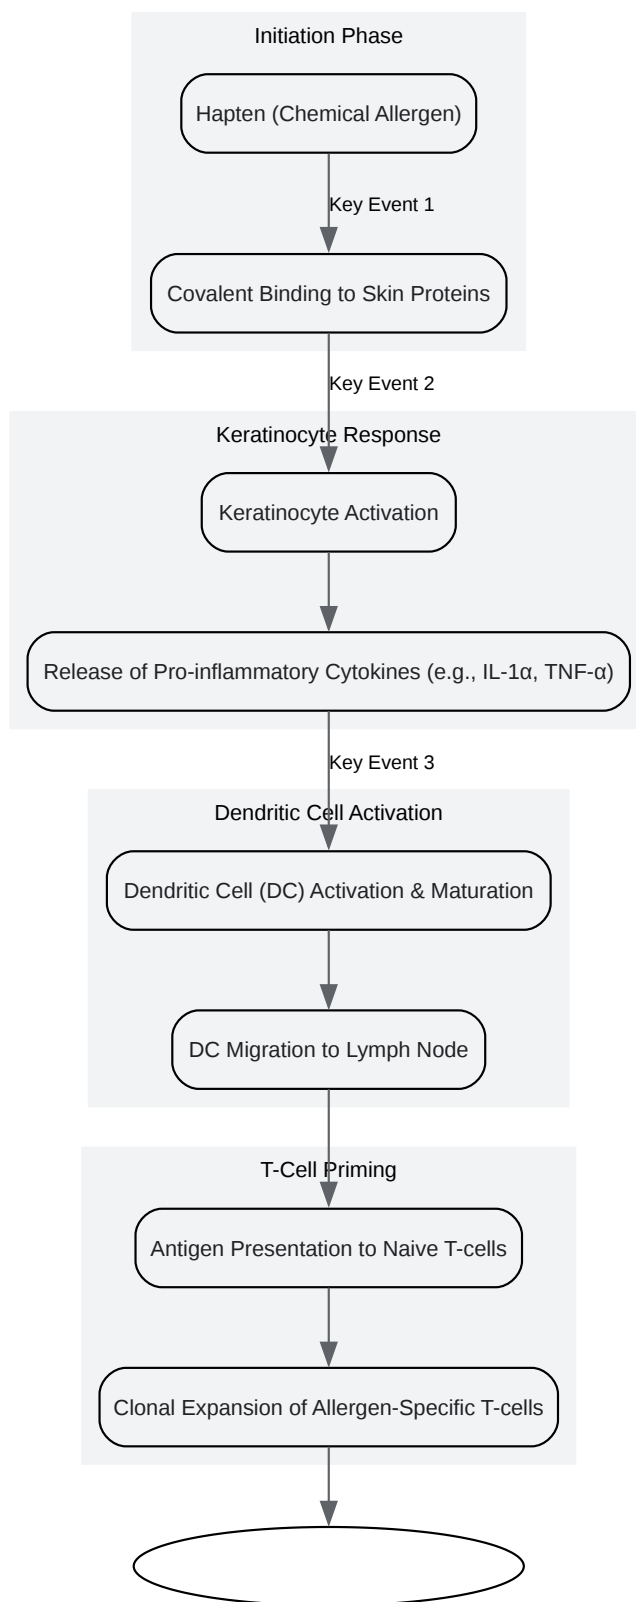 Initiation Phase
Hapten (Chemical Allergen)
Key Event 1
Covalent Binding to Skin Proteins
Key Event 2
Keratinocyte Response
Keratinocyte Activation
Release of Pro-inflammatory Cytokines (e.g., IL-1α, TNF-α)
Key Event 3
Dendritic Cell Activation
Dendritic Cell (DC) Activation & Maturation
DC Migration to Lymph Node
T-Cell Priming
Antigen Presentation to Naive T-cells
Clonal Expansion of Allergen-Specific T-cells